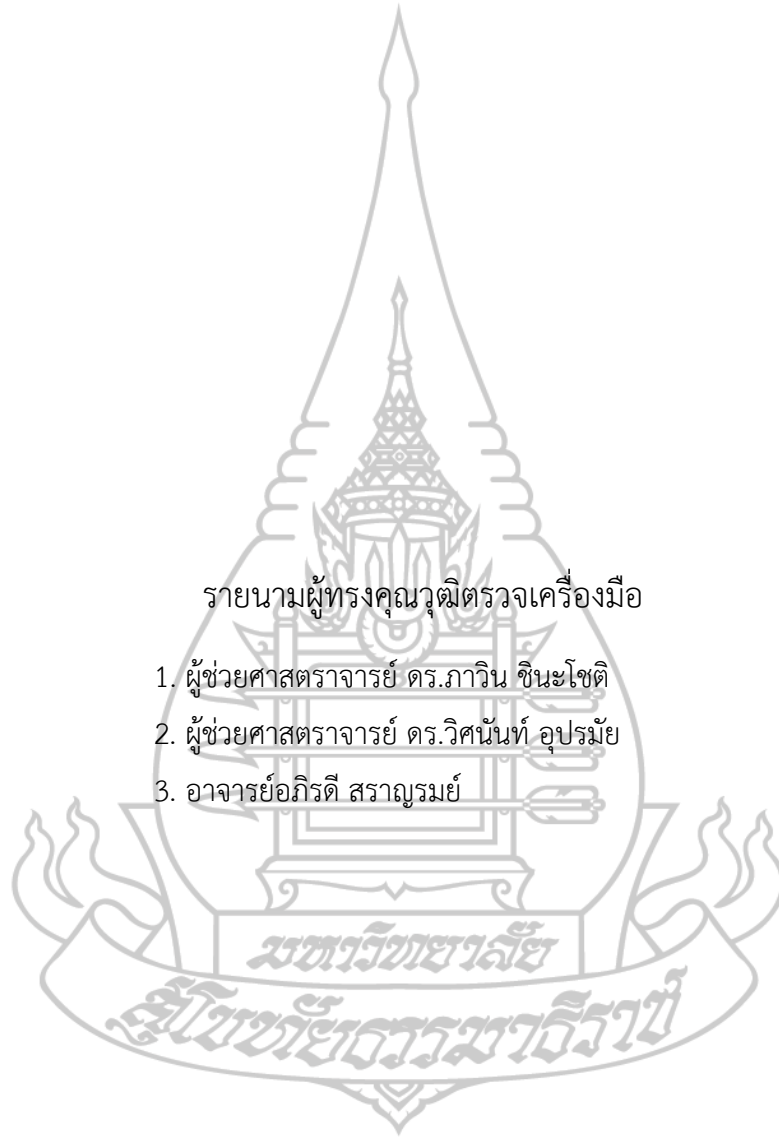 รายนามผู้ทรงคุณวุฒิตรวจเครื่องมือ
1. ผู้ช่วยศาสตราจารย์ ดร.ภาวิน ชินะโชติ
2. ผู้ช่วยศาสตราจารย์ ดร.วิศนันท์ อุปรมัย
3. อาจารย์อภิรดี สราญรมย์
มหาวิทยาลัย
สุโขทัยธรรมาธิราช